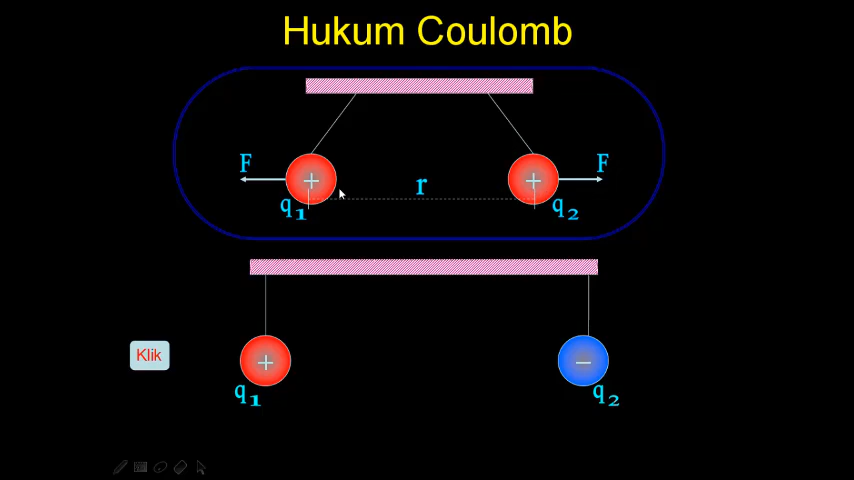 Hukum Coulomb
F F
+ + 
r
q1 q2
Klik
+ −
q1 q2